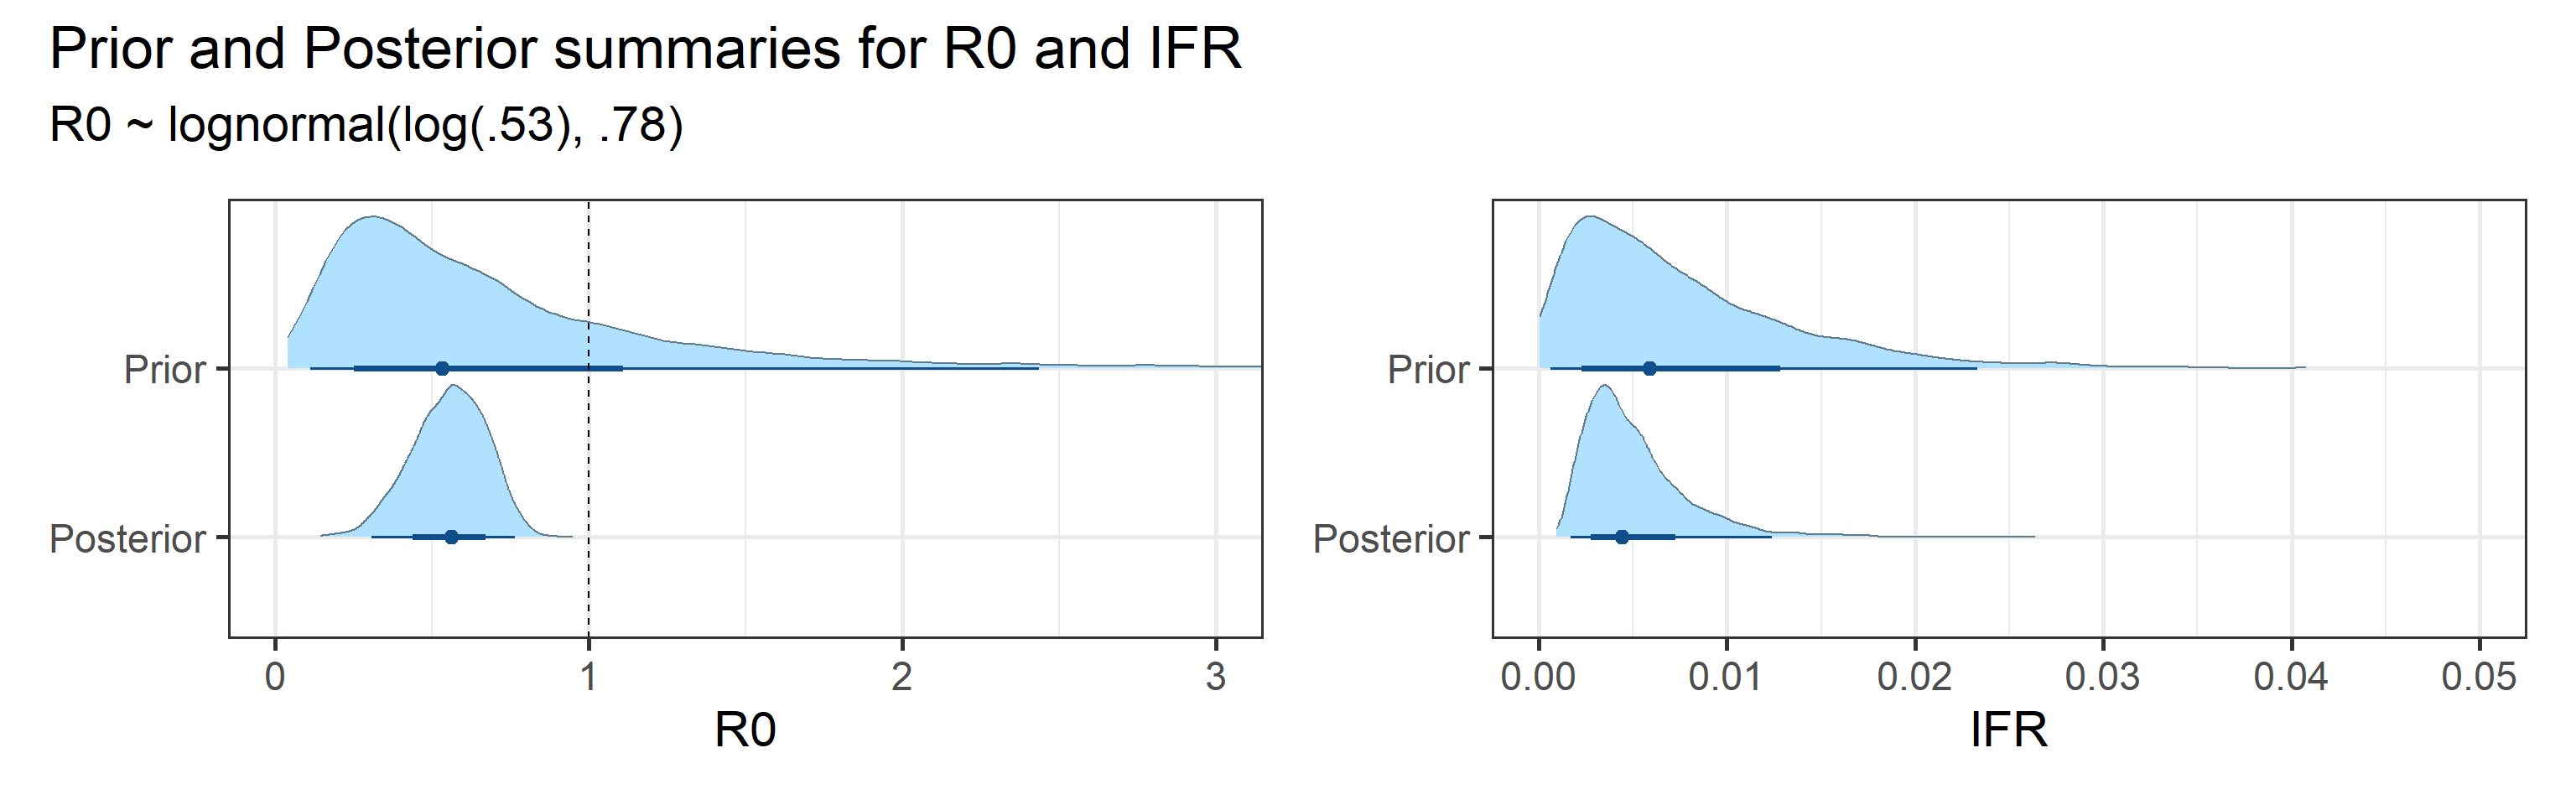 Prior and Posterior summaries for R0 and IFR
R0 ~ lognormal(log(.53), .78)
Prior
Posterior
0 1 2 3
R0
Prior
Posterior
0.00 0.01 0.02 0.03 0.04 0.05
IFR